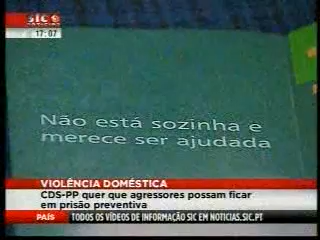 SIC
NOTÍCIAS
17:07
Não está sozinha e
merece ser ajudada
VIOLÊNCIA DOMÉSTICA
CDS-PP quer que agressores possam ficar
em prisão preventiva
PAÍS TODOS OS VÍDEOS DE INFORMAÇÃO SIC EM NOTICIAS.SIC.PT